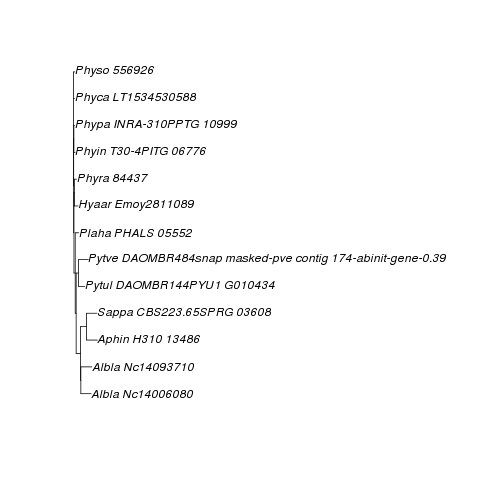 Physo 556926
Phyca LT1534530588
Phypa INRA-310PPTG 10999
Phyin T30-4PITG 06776
Phyra 84437
Hyaar Emoy2811089
Plaha PHALS 05552
Pytve DAOMBR484snap masked-pve contig 174-abinit-gene-0.39
Pytul DAOMBR144PYU1 G010434
Sappa CBS223.65SPRG 03608
Aphin H310 13486
Albla Nc14093710
Albla Nc14006080